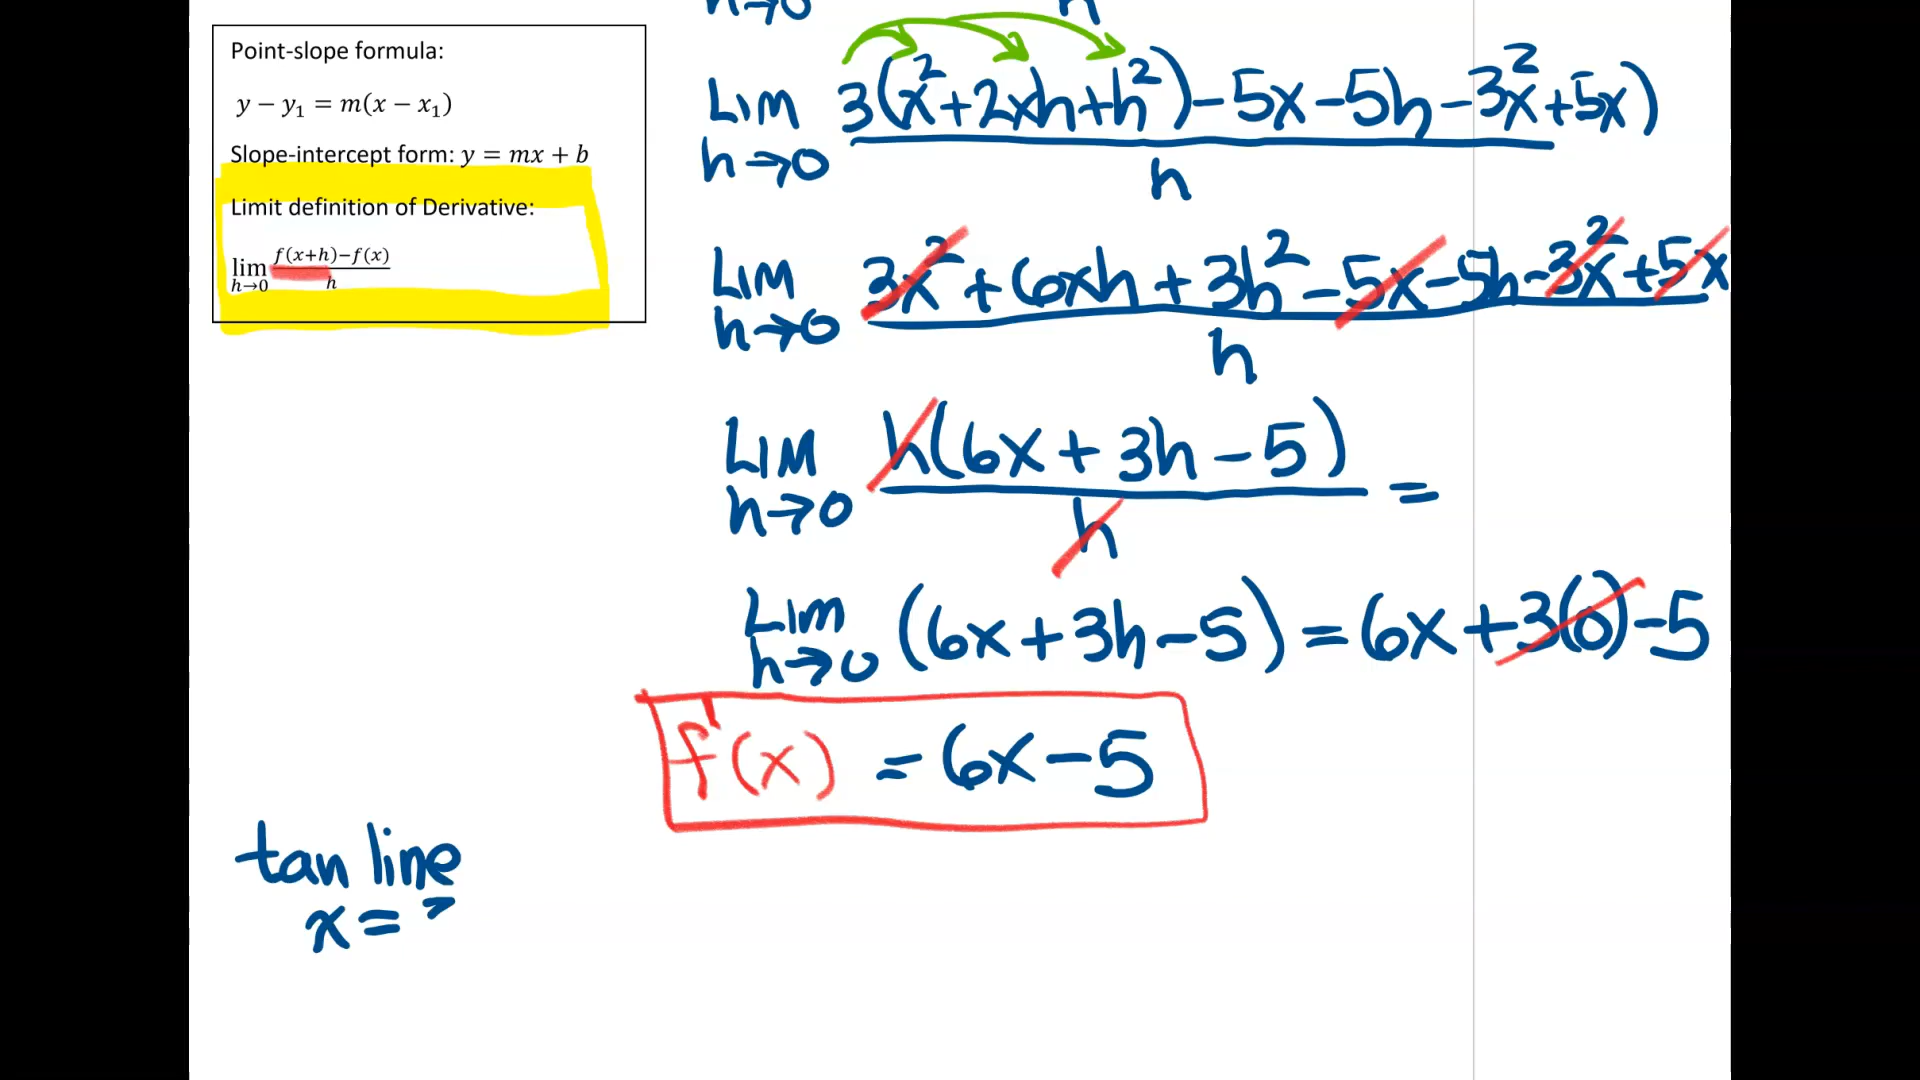 h→0 h
Point-slope formula:
y − y₁ = m(x − x₁)
Slope-intercept form: y = mx + b
Limit definition of Derivative:
lim h→0 f(x+h)−f(x) / h
LIM h→0 3(x²+2xh+h²)−5x−5h−3x²+5x) / h
LIM h→0 3x²+6xh+3h²−5x−5h−3x²+5x / h
LIM h→0 h(6x+3h−5) / h =
Lim h→0 (6x+3h−5) = 6x+3(0)−5
f'(x) = 6x−5
tan line
x =